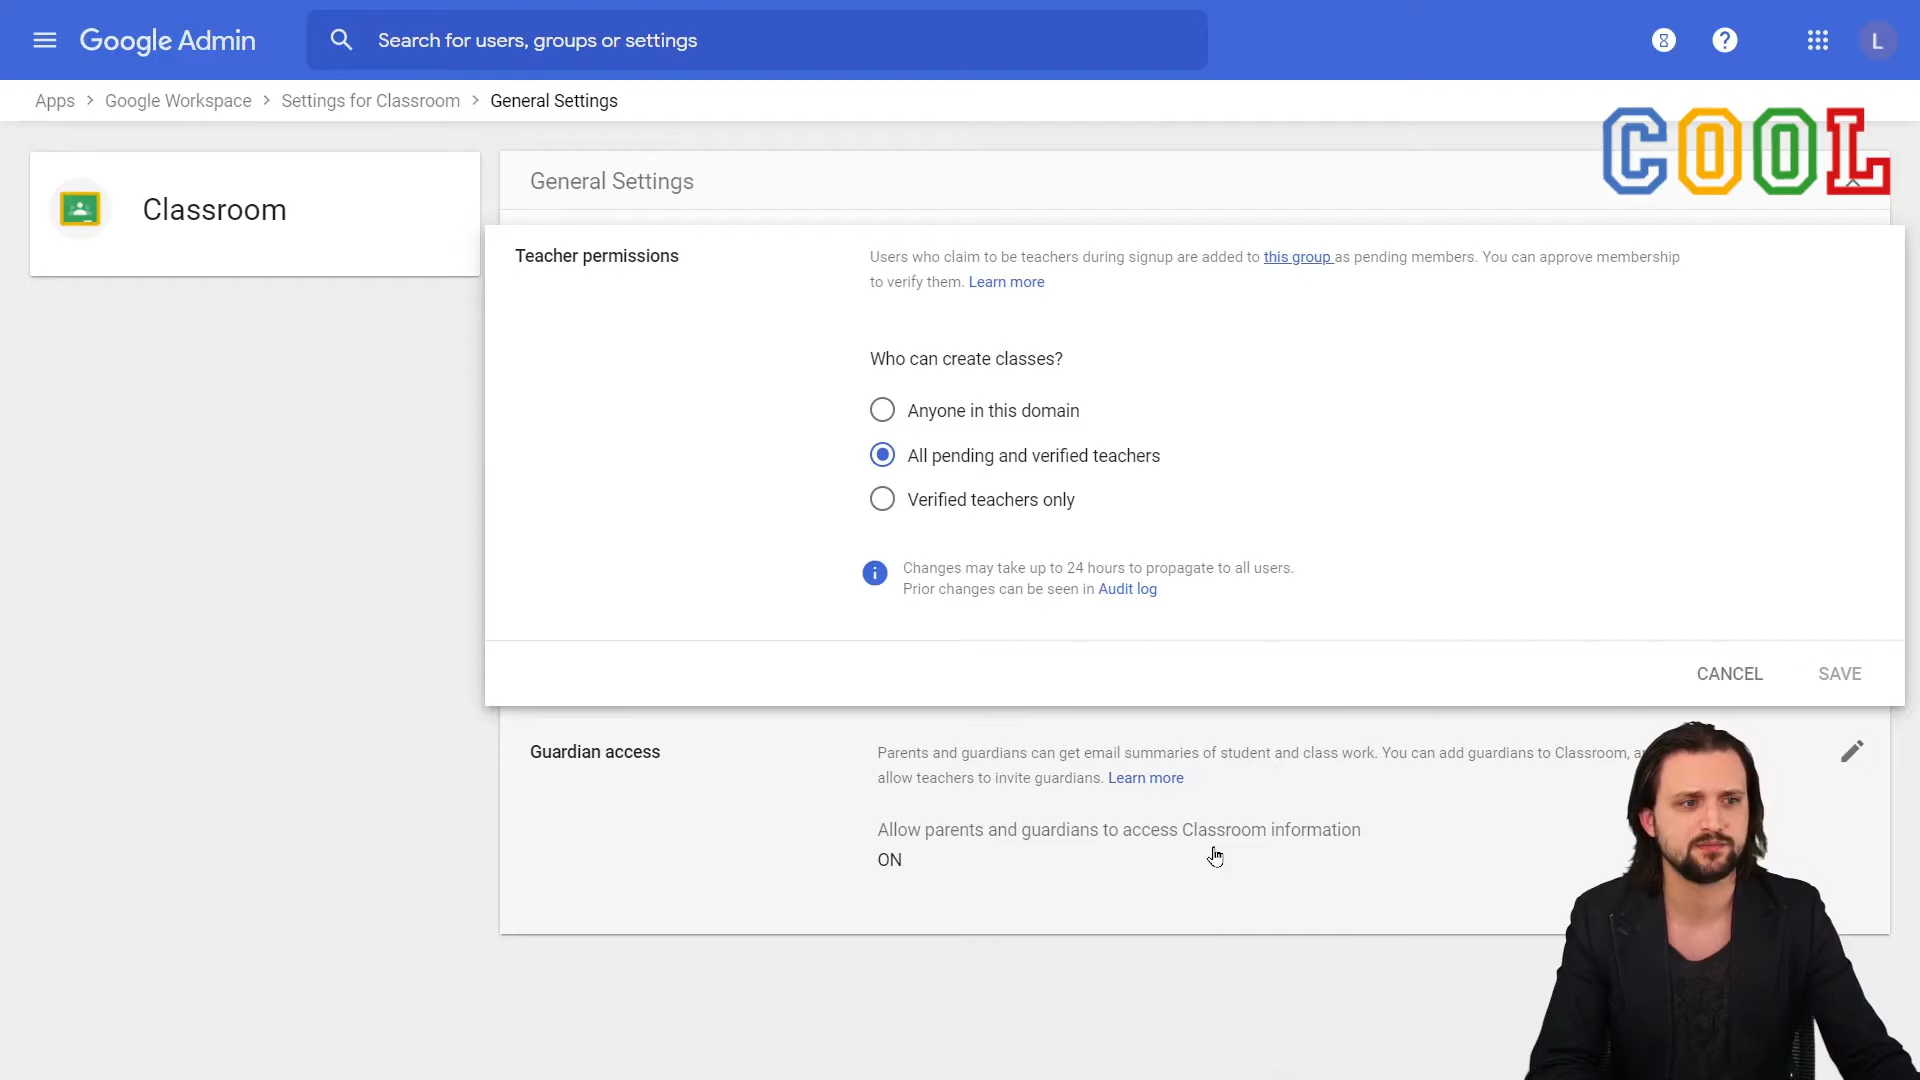 Google Admin
Search for users, groups or settings
L
Apps > Google Workspace > Settings for Classroom > General Settings
COOL
Classroom
General Settings
Teacher permissions
Users who claim to be teachers during signup are added to this group as pending members. You can approve membership
to verify them. Learn more
Who can create classes?
Anyone in this domain
All pending and verified teachers
Verified teachers only
Changes may take up to 24 hours to propagate to all users.
Prior changes can be seen in Audit log
CANCEL
SAVE
Guardian access
Parents and guardians can get email summaries of student and class work. You can add guardians to Classroom,
allow teachers to invite guardians. Learn more
Allow parents and guardians to access Classroom information
ON